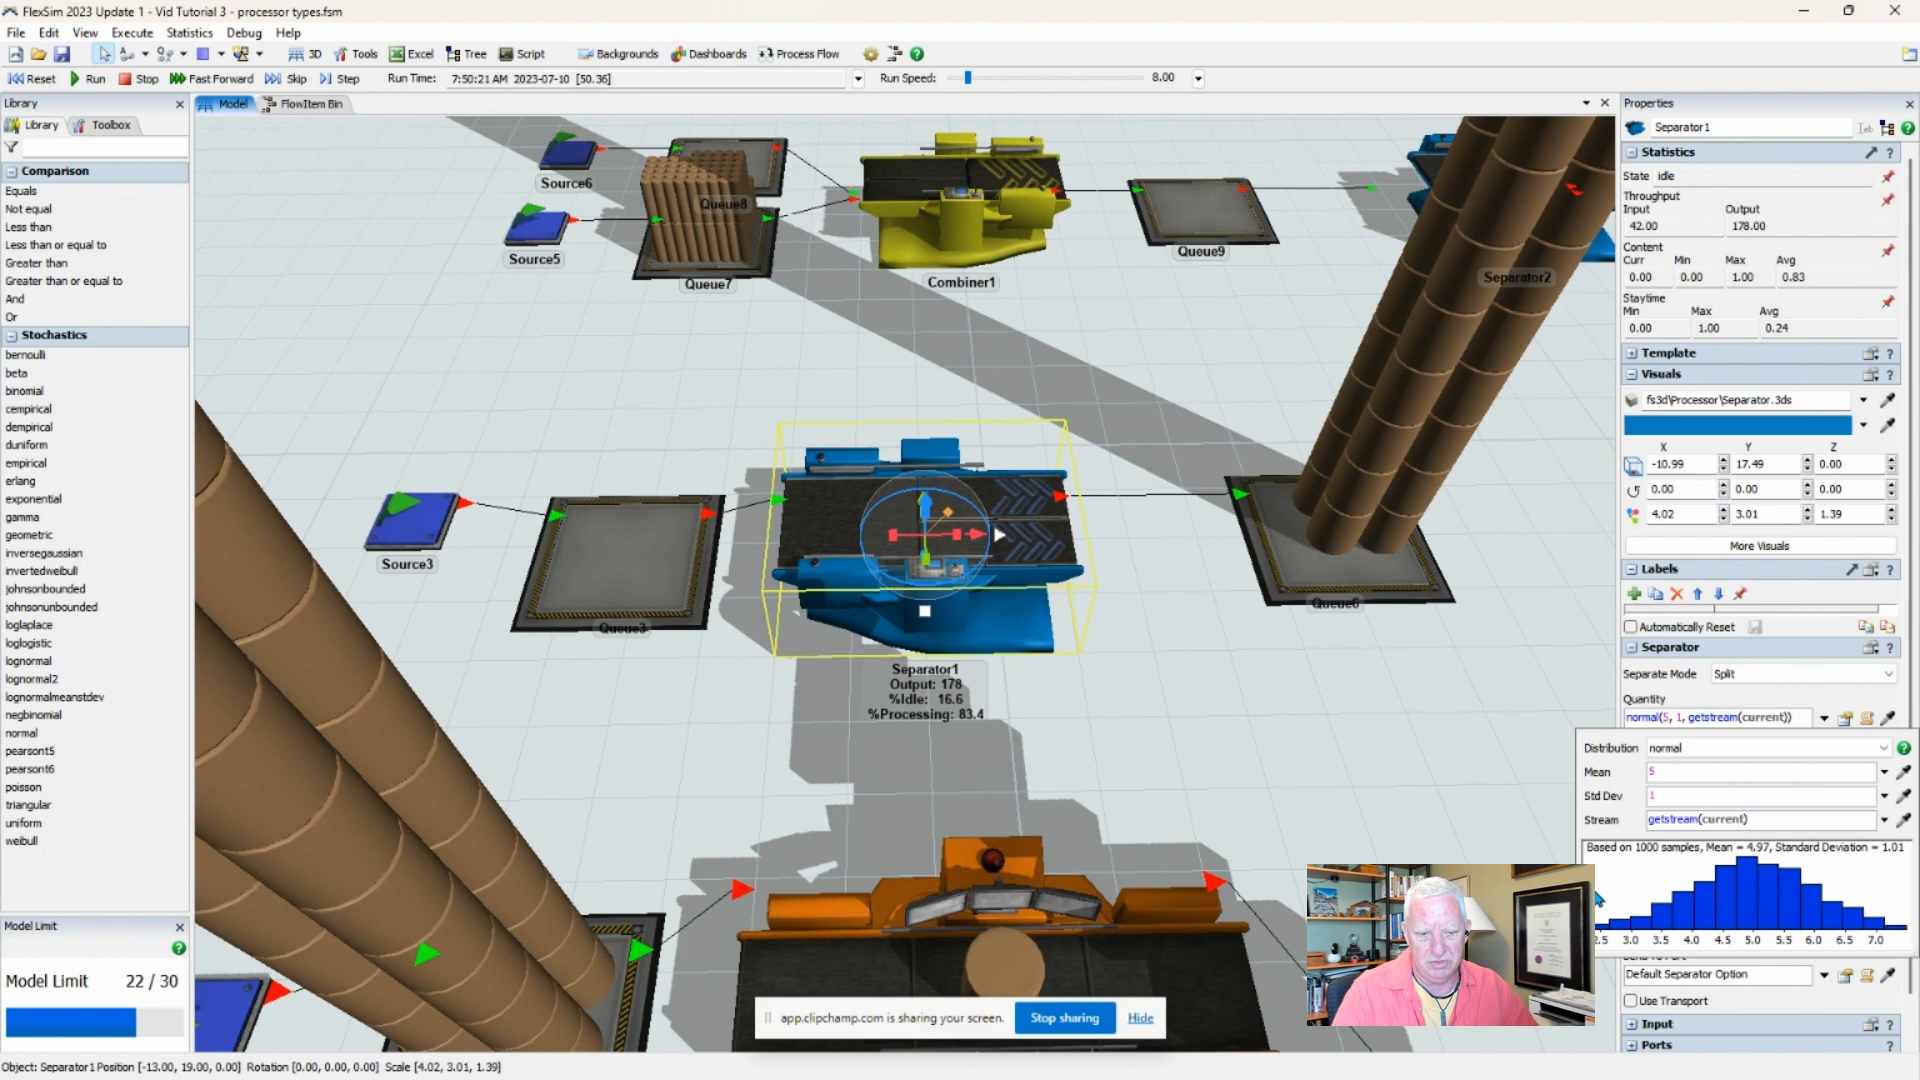 FlexSim 2023 Update 1 - Vid Tutorial 3 - processor types.fsm
File Edit View Execute Statistics Debug Help
3D Tools Excel Tree Script Backgrounds Dashboards Process Flow
Reset Run Stop Fast Forward Skip Step Run Time: 7:50:21 AM 2023-07-10 [50.36] Run Speed: 8.00
Library
Library Toolbox
Comparison
Equals
Not equal
Less than
Less than or equal to
Greater than
Greater than or equal to
And
Or
Stochastics
bernoulli
beta
binomial
cempirical
dempirical
duniform
empirical
erlang
exponential
gamma
geometric
inversegaussian
invertedweibull
johnsonbounded
johnsonunbounded
loglaplace
loglogistic
lognormal
lognormal2
lognormalmeanstdev
negbinomial
normal
pearsont5
pearsont6
poisson
triangular
uniform
weibull
Model Limit
Model Limit 22 / 30
Model FlowItem Bin
Source6
Queue8
Source5
Queue7
Combiner1
Queue9
Separator2
Source3
Queue3
Queue6
Separator1
Output: 178
%Idle: 16.6
%Processing: 83.4
app.clipchamp.com is sharing your screen. Stop sharing Hide
Properties
Separator1
Statistics
State idle
Throughput
Input Output
42.00 178.00
Content
Curr Min Max Avg
0.00 0.00 1.00 0.83
Staytime
Min Max Avg
0.00 1.00 0.24
Template
Visuals
fs3d\Processor\Separator.3ds
X Y Z
-10.99 17.49 0.00
0.00 0.00 0.00
4.02 3.01 1.39
More Visuals
Labels
Automatically Reset
Separator
Separate Mode Split
Quantity
normal(5, 1, getstream(current))
Distribution normal
Mean 5
Std Dev 1
Stream getstream(current)
Based on 1000 samples, Mean = 4.97, Standard Deviation = 1.01
2.5 3.0 3.5 4.0 4.5 5.0 5.5 6.0 6.5 7.0
Default Separator Option
Use Transport
Input
Ports
Object: Separator1 Position [-13.00, 19.00, 0.00] Rotation [0.00, 0.00, 0.00] Scale [4.02, 3.01, 1.39]